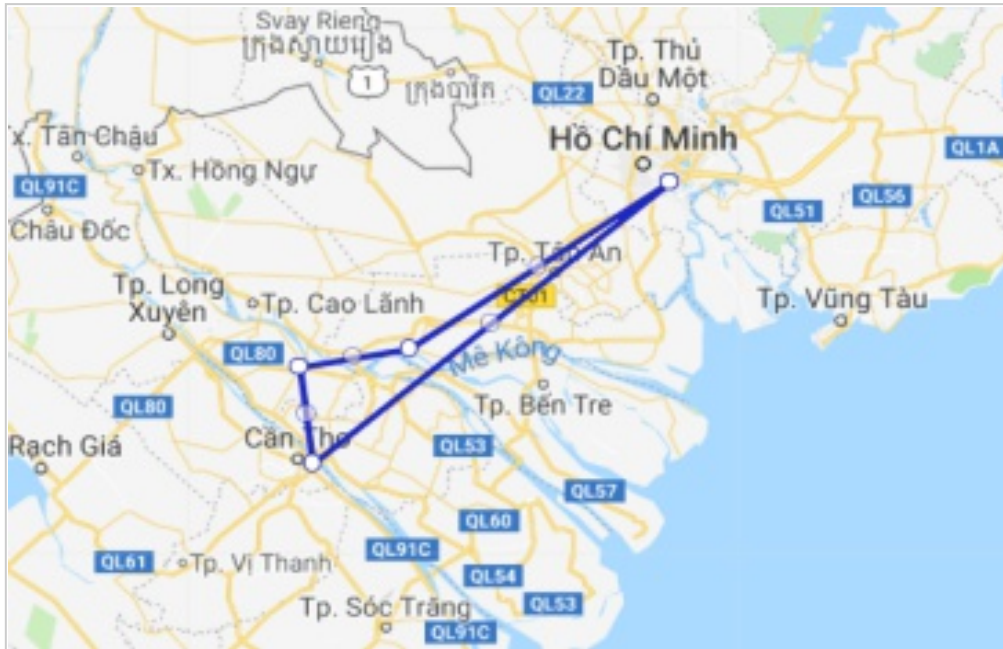 Svay Rieng
ក្រុងស្វាយរៀង
1
ក្រុងបាវិត
QL22
Tp. Thủ
Dầu Một
Hồ Chí Minh
QL1A
Tx. Tân Châu
QL91C
Tx. Hồng Ngự
Châu Đốc
QL51
QL56
Tp. Long
Xuyên
Tp. Cao Lãnh
Tp. Tân An
CT01
Tp. Vũng Tàu
QL80
Mê Kông
QL80
Tp. Bến Tre
Rạch Giá
Cần Thơ
QL53
QL57
QL60
QL61
Tp. Vị Thanh
QL91C
QL54
QL53
Tp. Sóc Trăng
QL91C